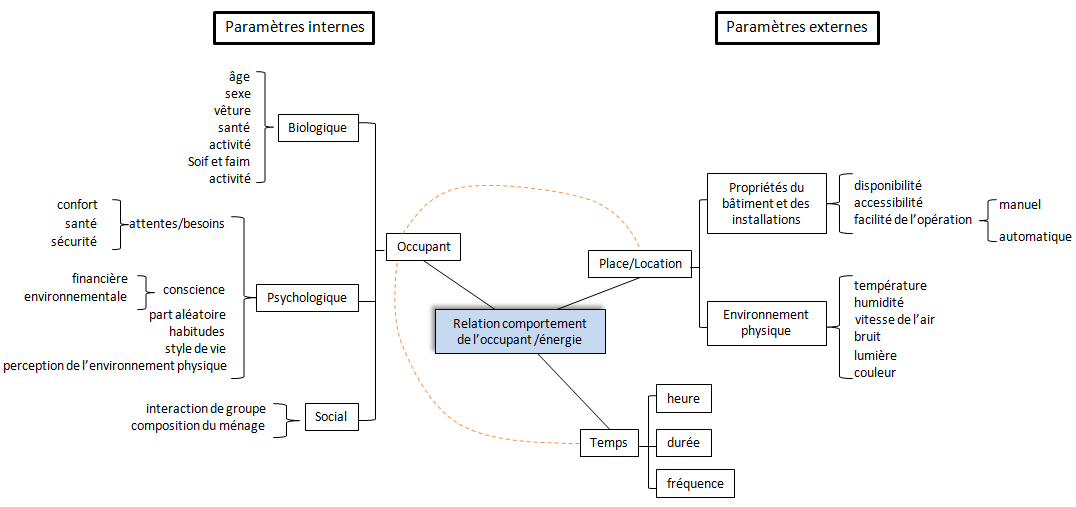 Paramètres internes
Paramètres externes
âge
sexe
vêture
santé
activité
Soif et faim
activité
Biologique
confort
santé
sécurité
attentes/besoins
financière
environnementale
conscience
part aléatoire
habitudes
style de vie
perception de l’environnement physique
Psychologique
interaction de groupe
composition du ménage
Social
Occupant
Relation comportement
de l’occupant /énergie
Place/Location
Propriétés du
bâtiment et des
installations
disponibilité
accessibilité
facilité de l’opération
manuel
automatique
Environnement
physique
température
humidité
vitesse de l’air
bruit
lumière
couleur
Temps
heure
durée
fréquence